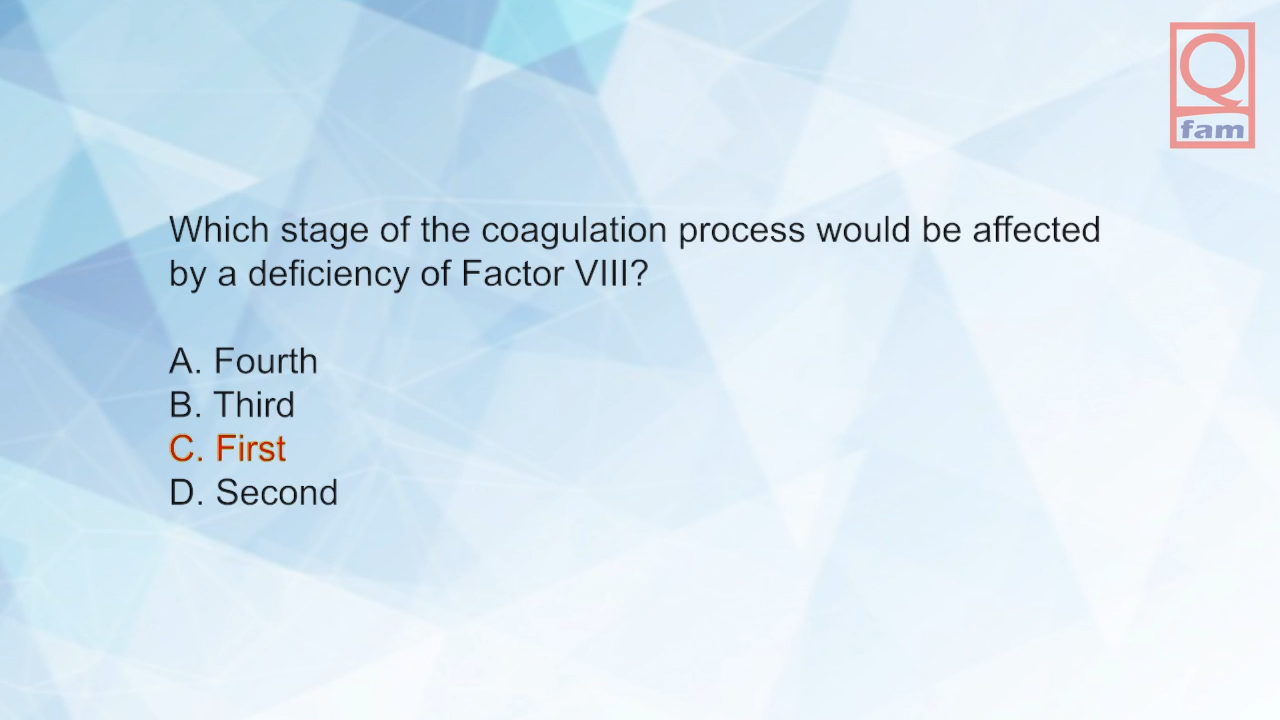 Q
fam
Which stage of the coagulation process would be affected
by a deficiency of Factor VIII?
A. Fourth
B. Third
C. First
D. Second